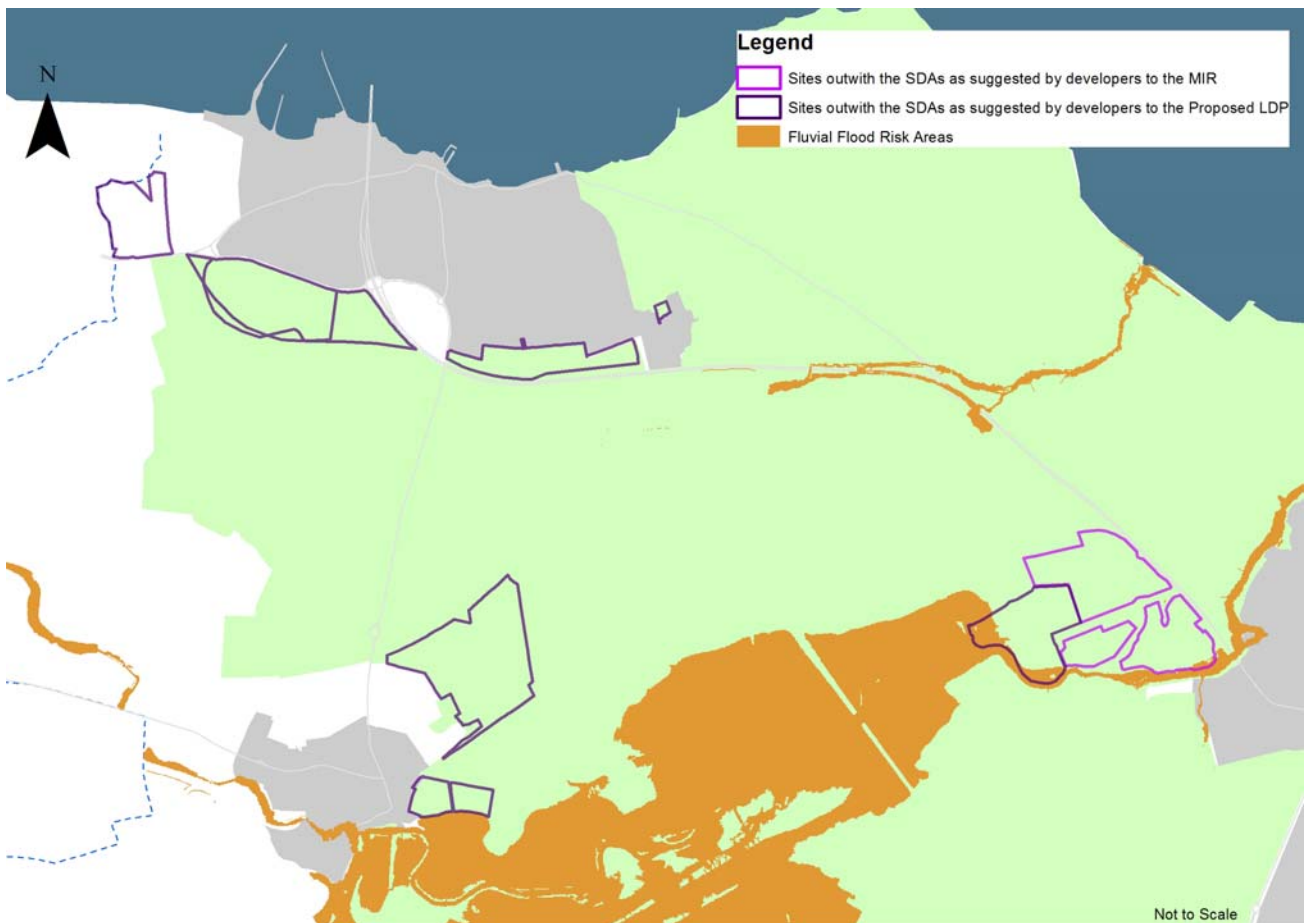 N
Legend
Sites outwith the SDAs as suggested by developers to the MIR
Sites outwith the SDAs as suggested by developers to the Proposed LDP
Fluvial Flood Risk Areas
Not to Scale